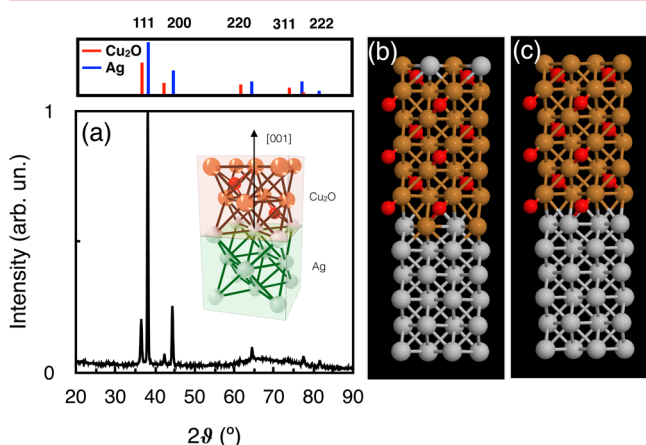 111 200 220 311 222
Cu₂O
Ag
(a)
[001]
Cu₂O
Ag
1
0
Intensity (arb. un.)
20 30 40 50 60 70 80 90
2ϑ (º)
(b)
(c)